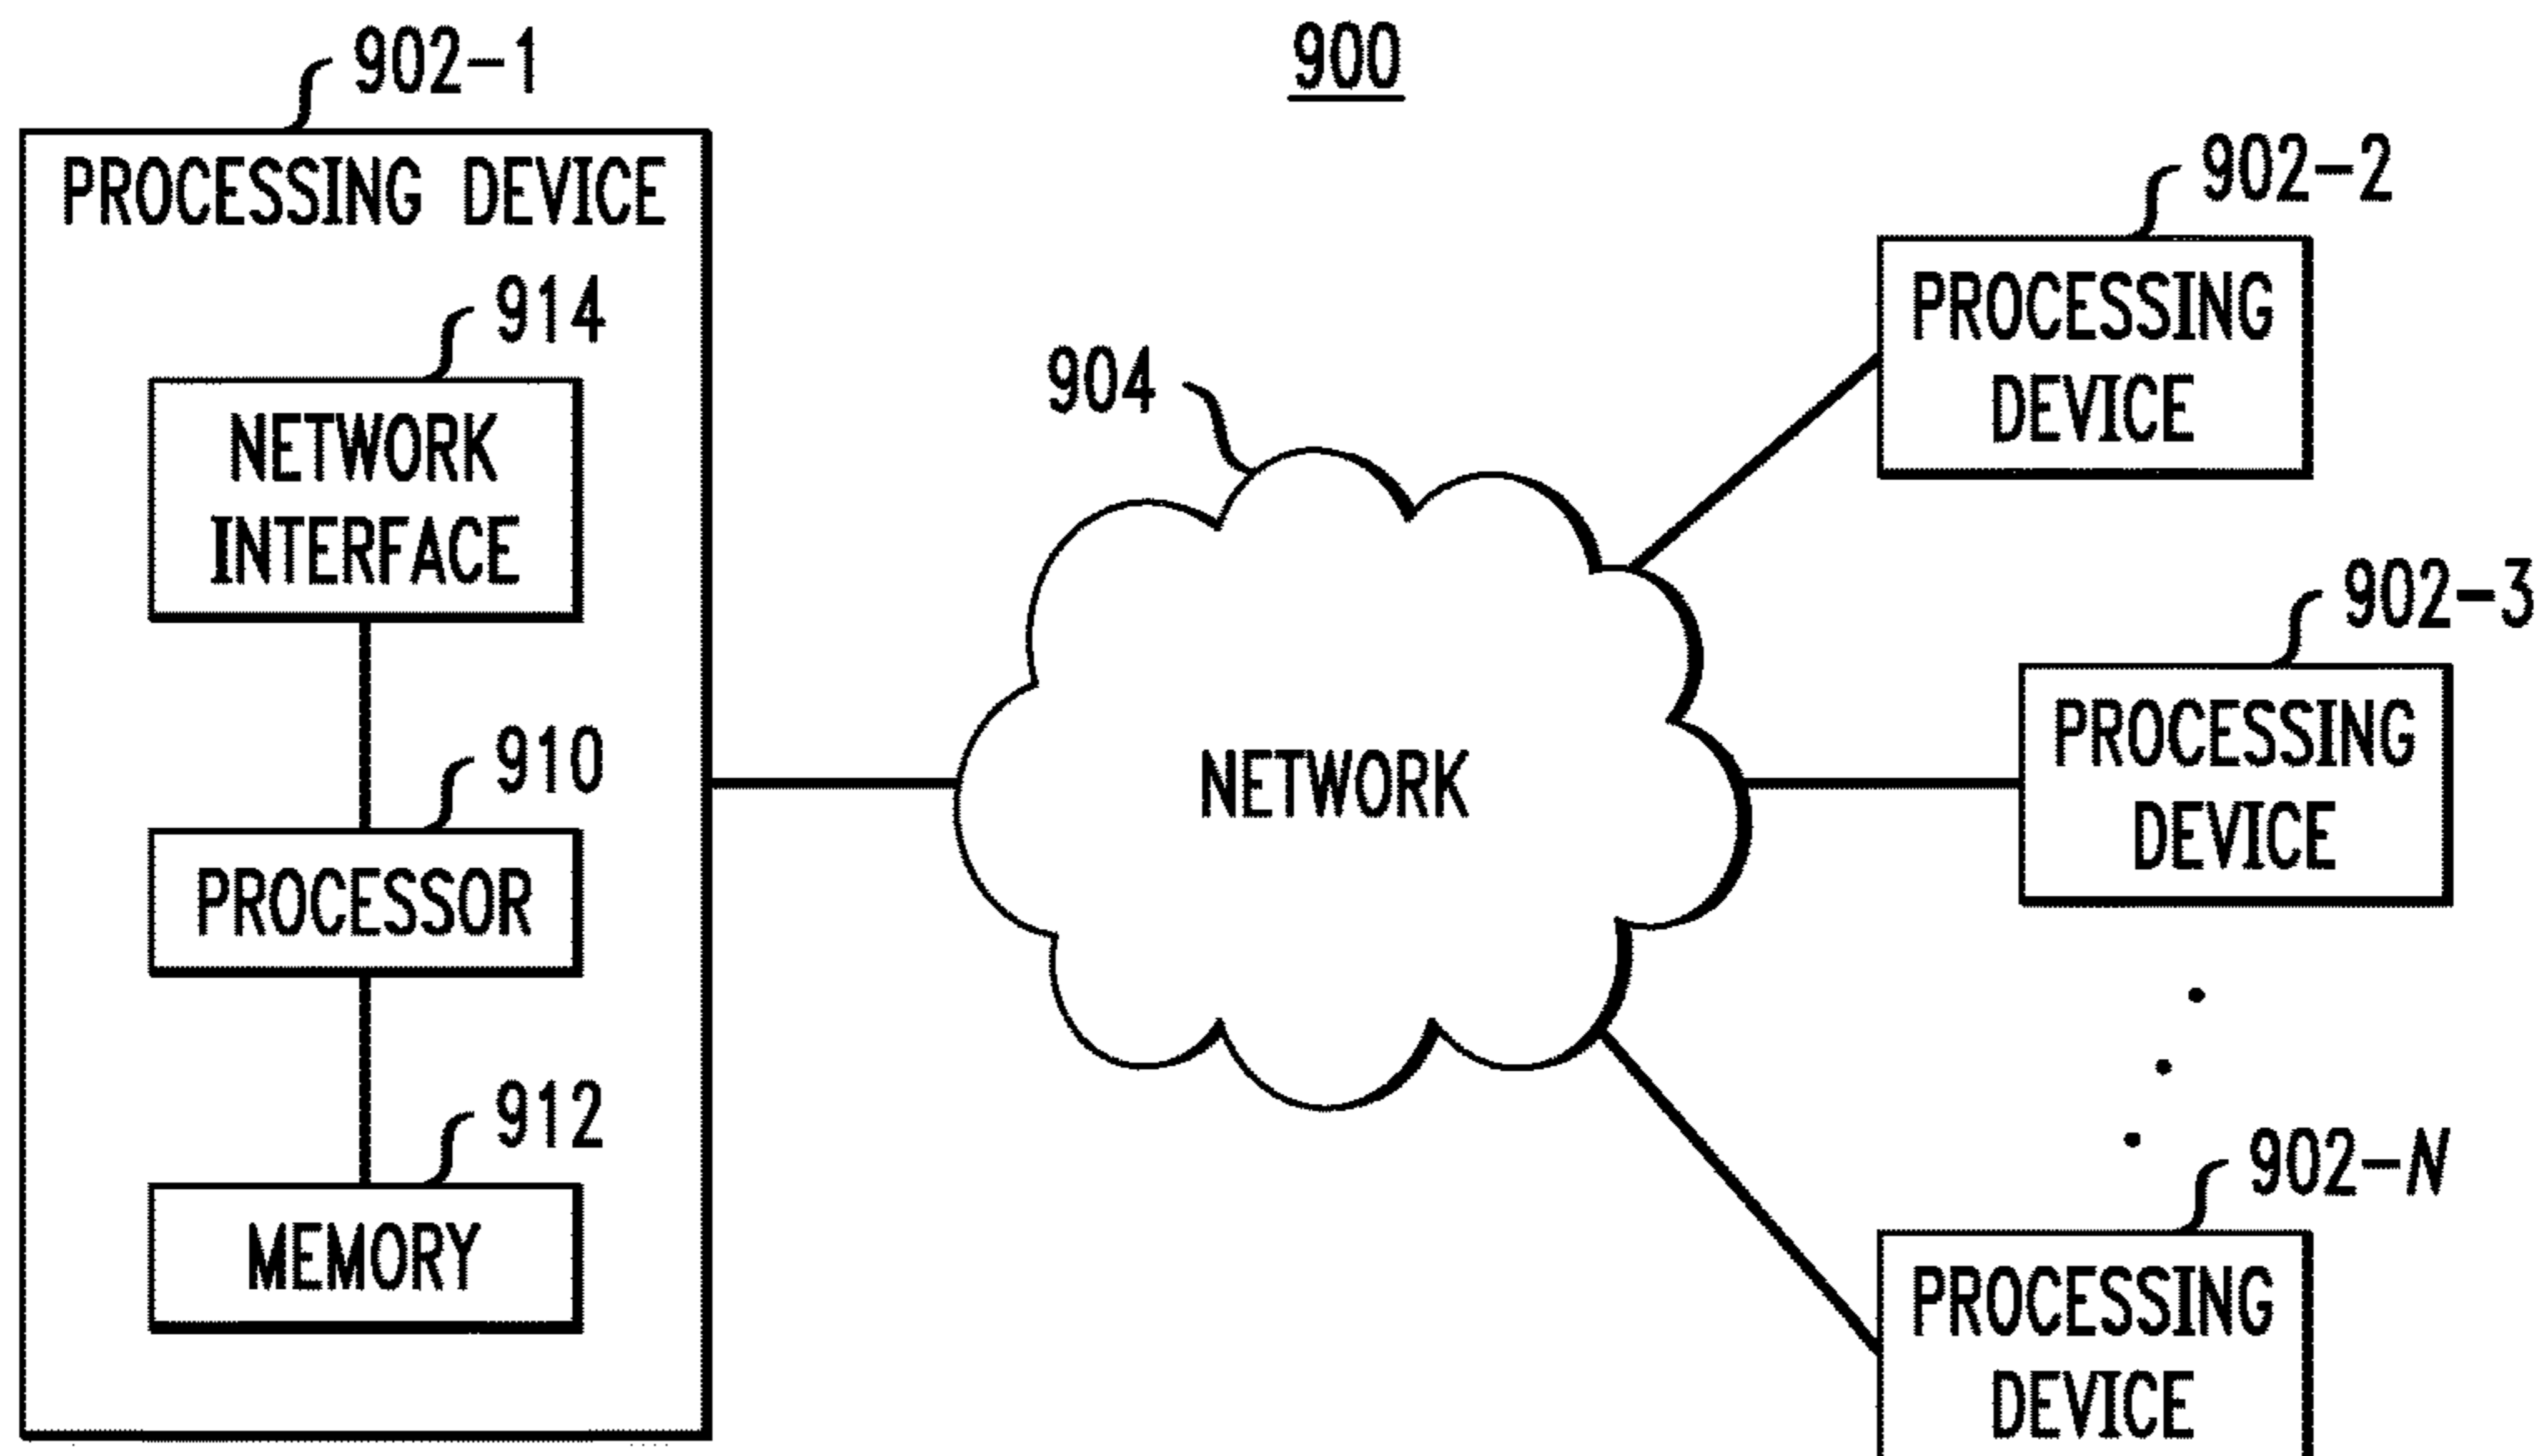 900
902-1
PROCESSING DEVICE
914
NETWORK
INTERFACE
910
PROCESSOR
912
MEMORY
904
NETWORK
902-2
PROCESSING
DEVICE
902-3
PROCESSING
DEVICE
902-N
PROCESSING
DEVICE